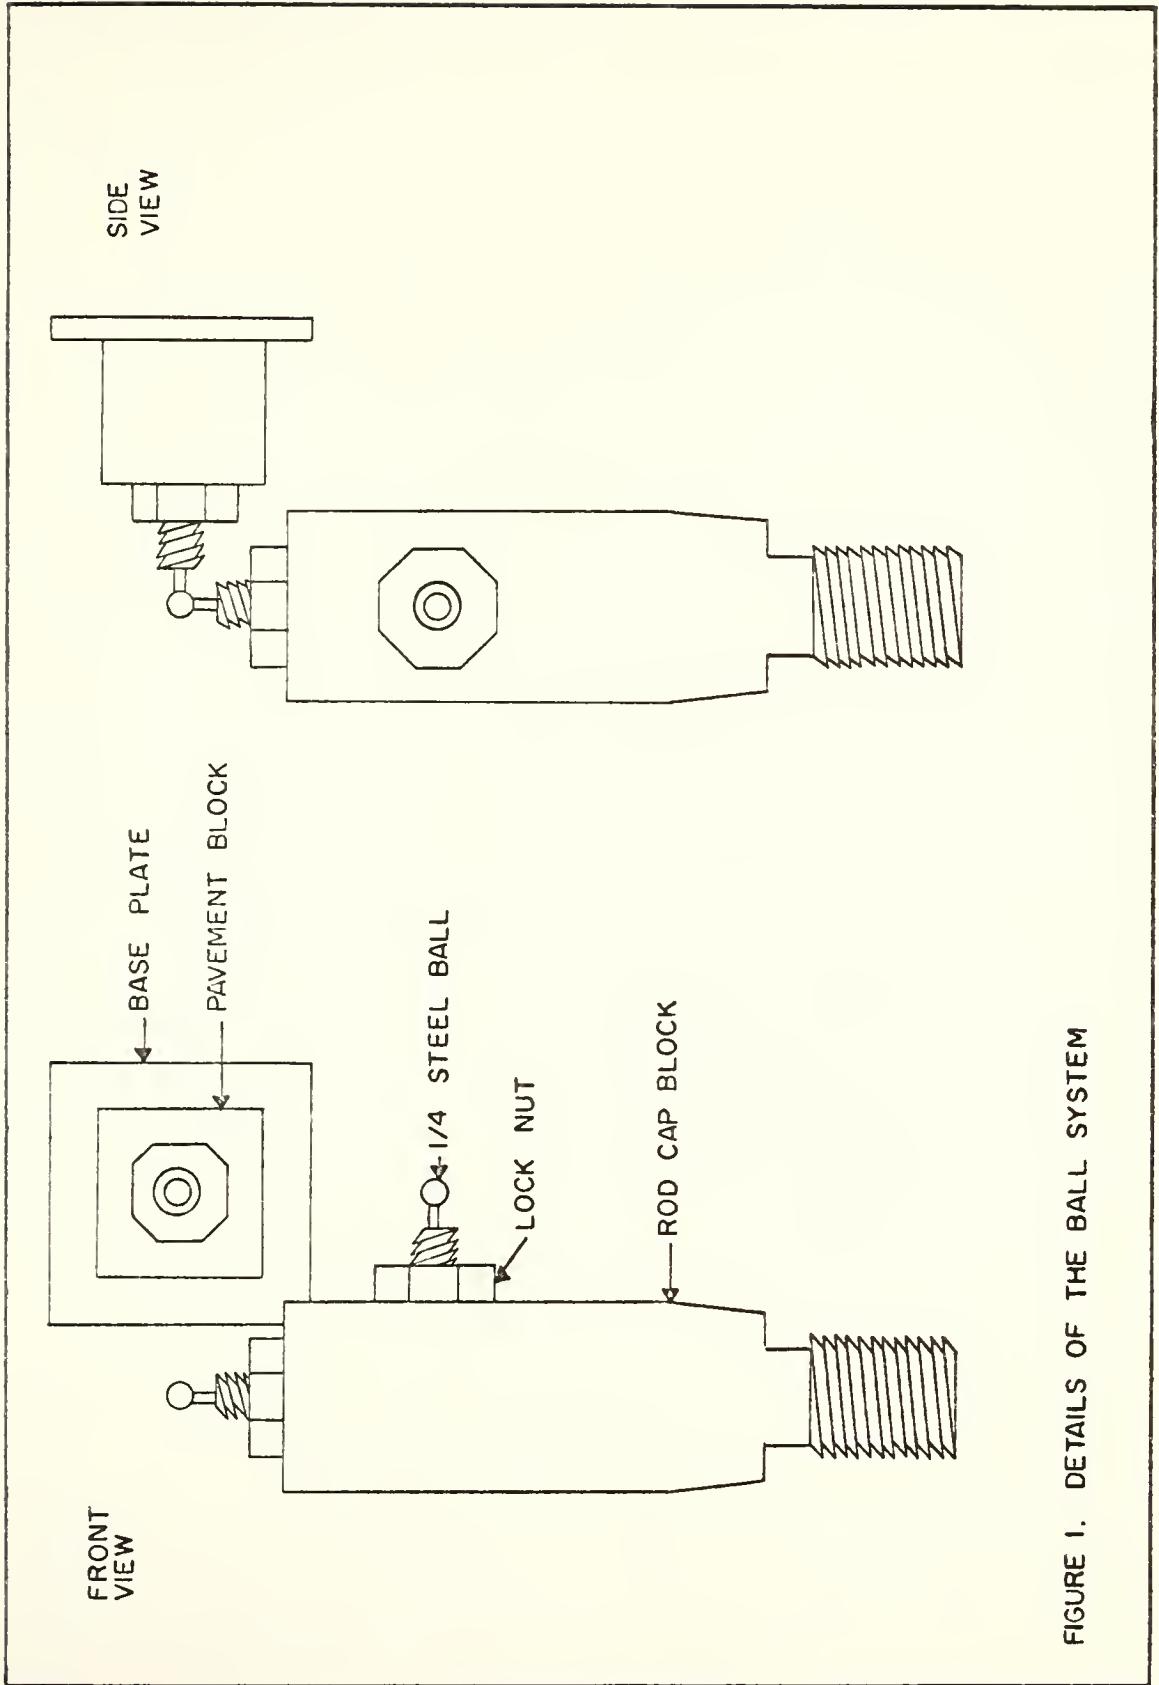 FRONT
VIEW
SIDE
VIEW
BASE PLATE
PAVEMENT BLOCK
1/4 STEEL BALL
LOCK NUT
ROD CAP BLOCK
FIGURE 1. DETAILS OF THE BALL SYSTEM